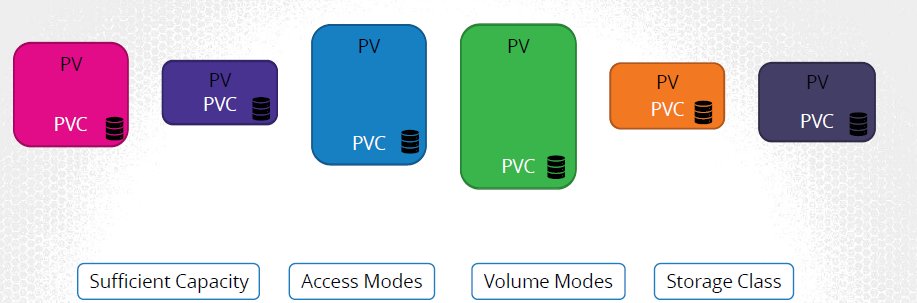 PV
PVC
PV
PVC
PV
PVC
PV
PVC
PV
PVC
PV
PVC
Sufficient Capacity
Access Modes
Volume Modes
Storage Class